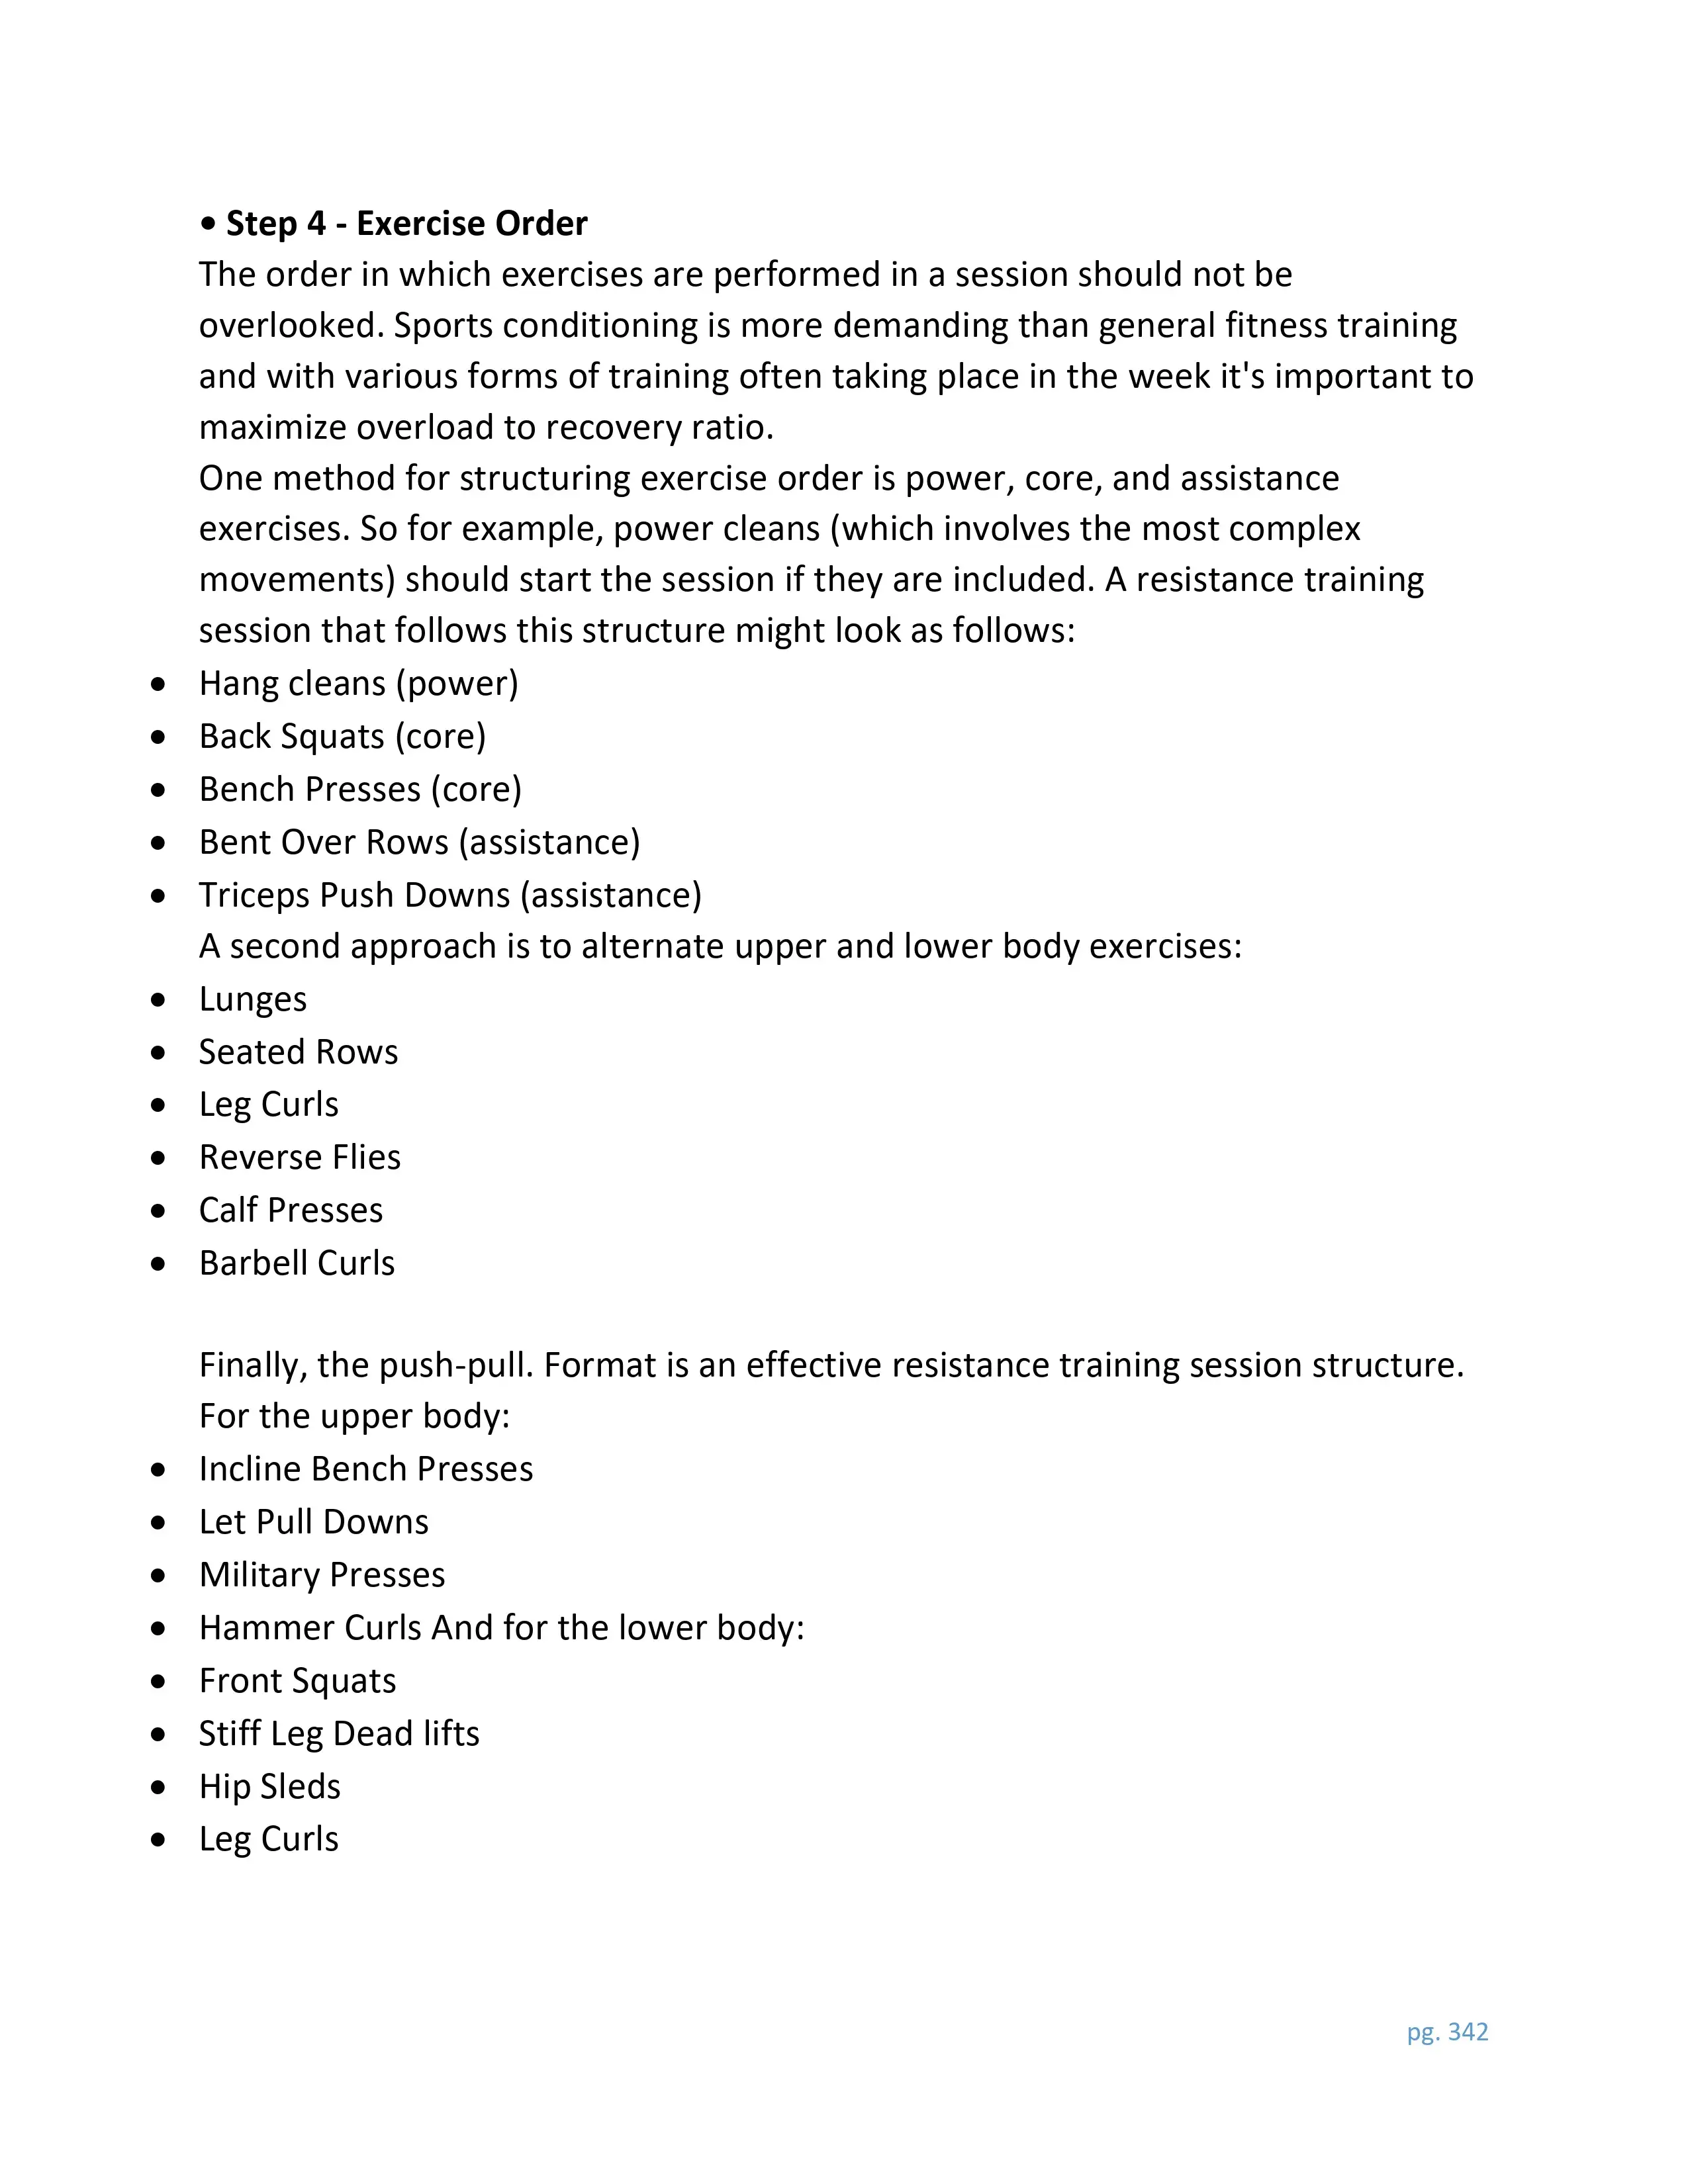 • Step 4 - Exercise Order
The order in which exercises are performed in a session should not be
overlooked. Sports conditioning is more demanding than general fitness training
and with various forms of training often taking place in the week it's important to
maximize overload to recovery ratio.
One method for structuring exercise order is power, core, and assistance
exercises. So for example, power cleans (which involves the most complex
movements) should start the session if they are included. A resistance training
session that follows this structure might look as follows:
• Hang cleans (power)
• Back Squats (core)
• Bench Presses (core)
• Bent Over Rows (assistance)
• Triceps Push Downs (assistance)
A second approach is to alternate upper and lower body exercises:
• Lunges
• Seated Rows
• Leg Curls
• Reverse Flies
• Calf Presses
• Barbell Curls
Finally, the push-pull. Format is an effective resistance training session structure.
For the upper body:
• Incline Bench Presses
• Let Pull Downs
• Military Presses
• Hammer Curls And for the lower body:
• Front Squats
• Stiff Leg Dead lifts
• Hip Sleds
• Leg Curls
pg. 342